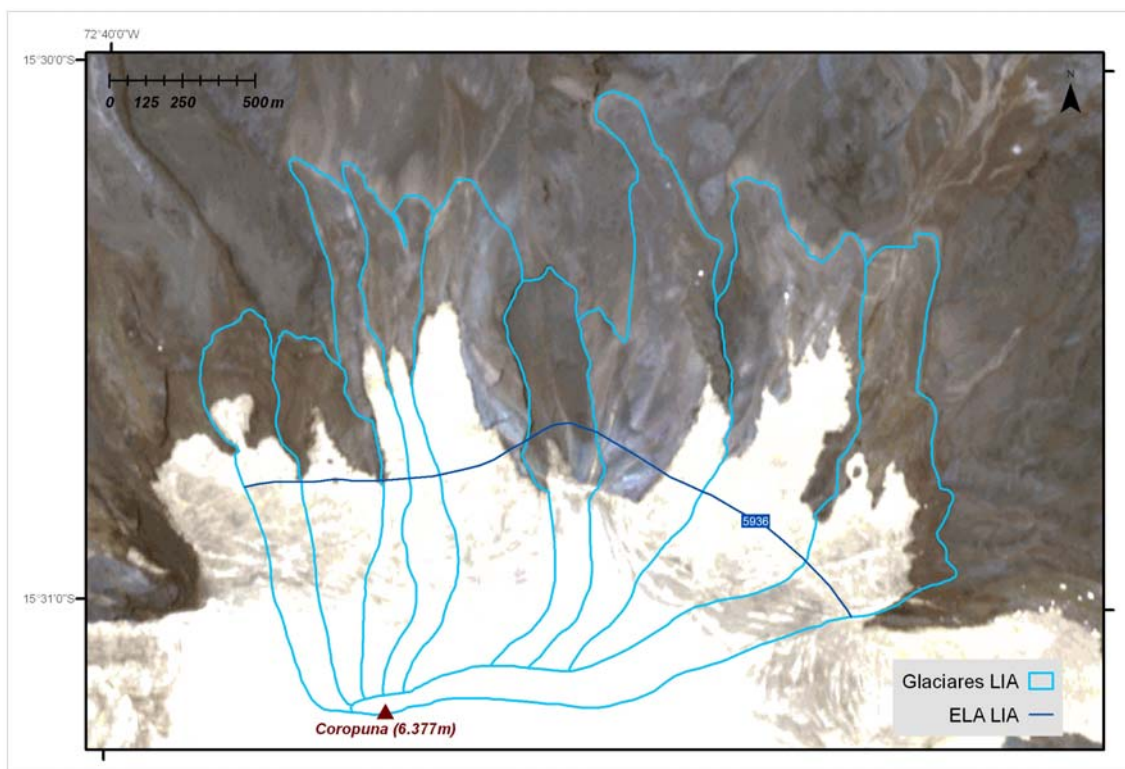 72°40'0"W
15°30'0"S
0 125 250 500 m
N
5936
15°31'0"S
Glaciares LIA
ELA LIA
Coropuna (6.377m)